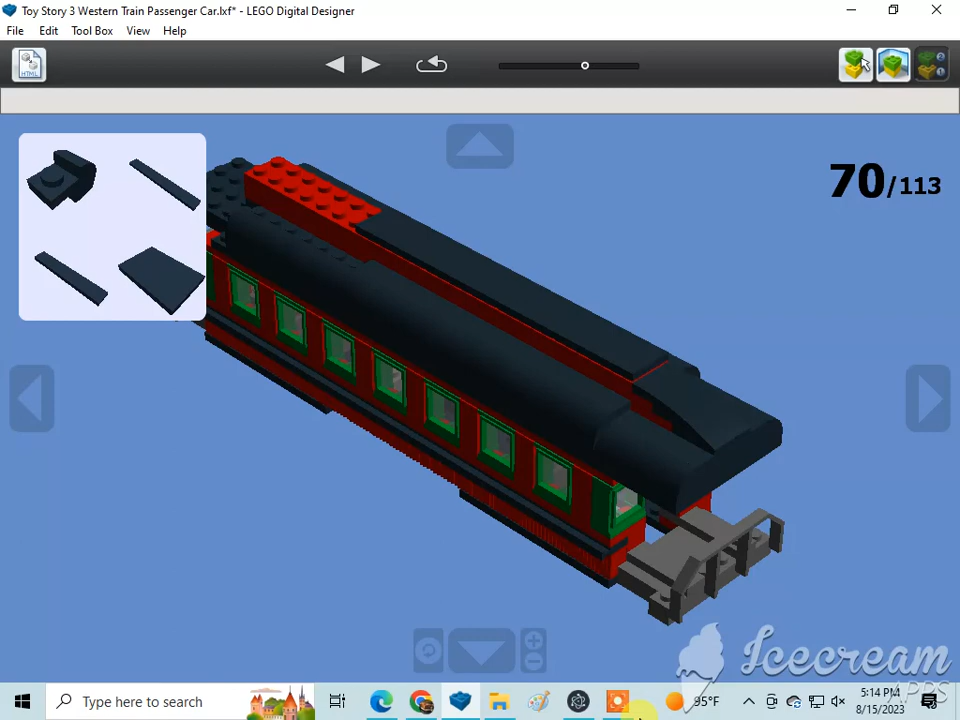 Toy Story 3 Western Train Passenger Car.lxf* - LEGO Digital Designer
File Edit Tool Box View Help
HTML
70/113
Icecream
APPS
Type here to search
95°F
5:14 PM
8/15/2023